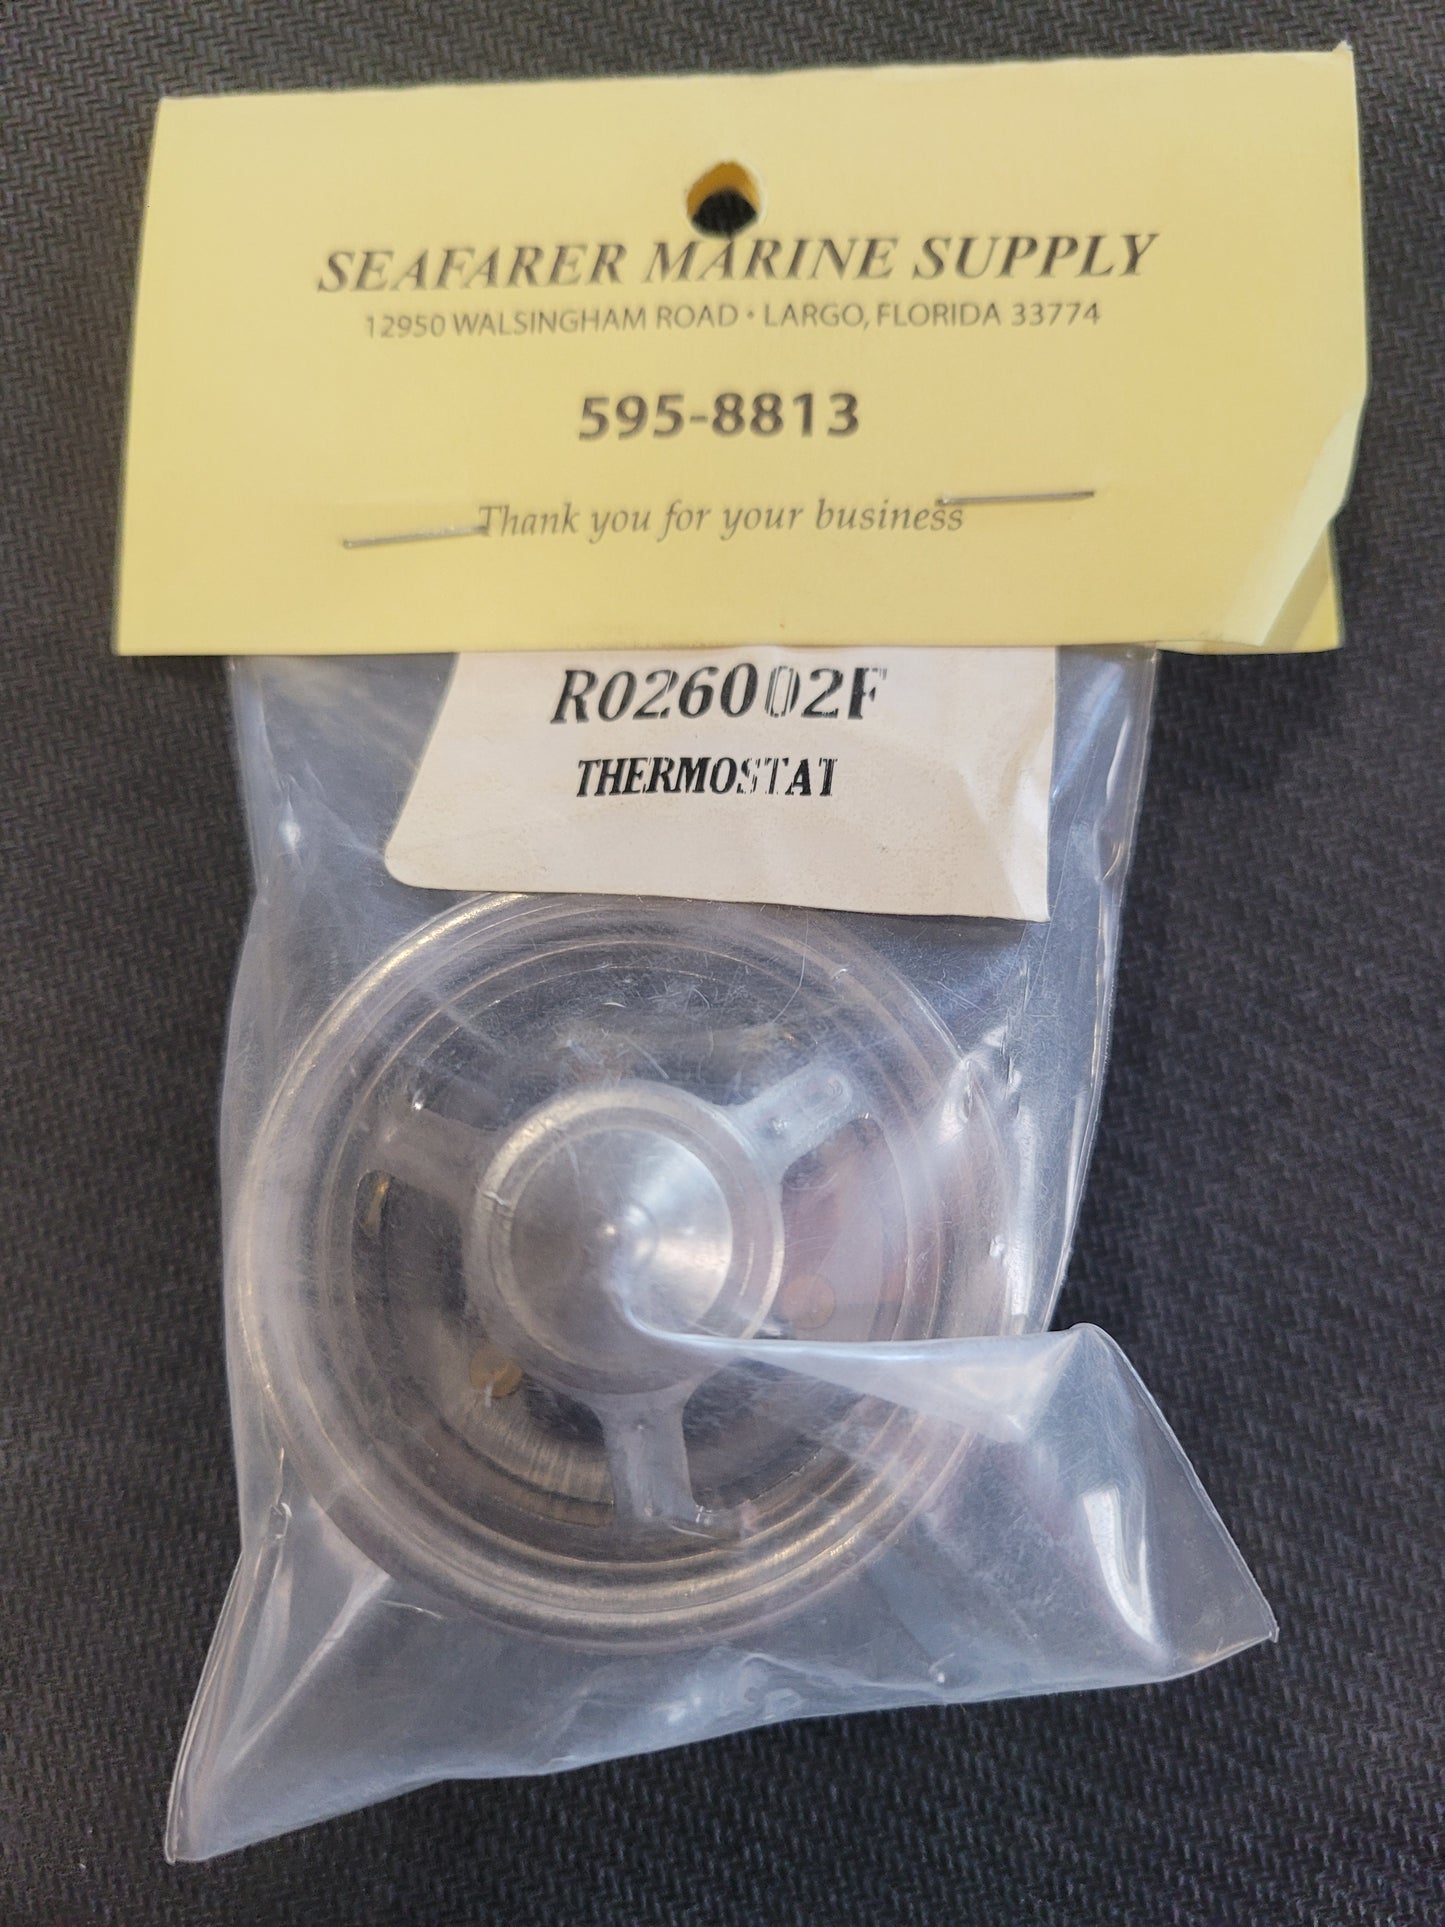 SEAFARER MARINE SUPPLY
12950 WALSINGHAM ROAD • LARGO, FLORIDA 33774
595-8813
Thank you for your business
R026002F
THERMOSTAT